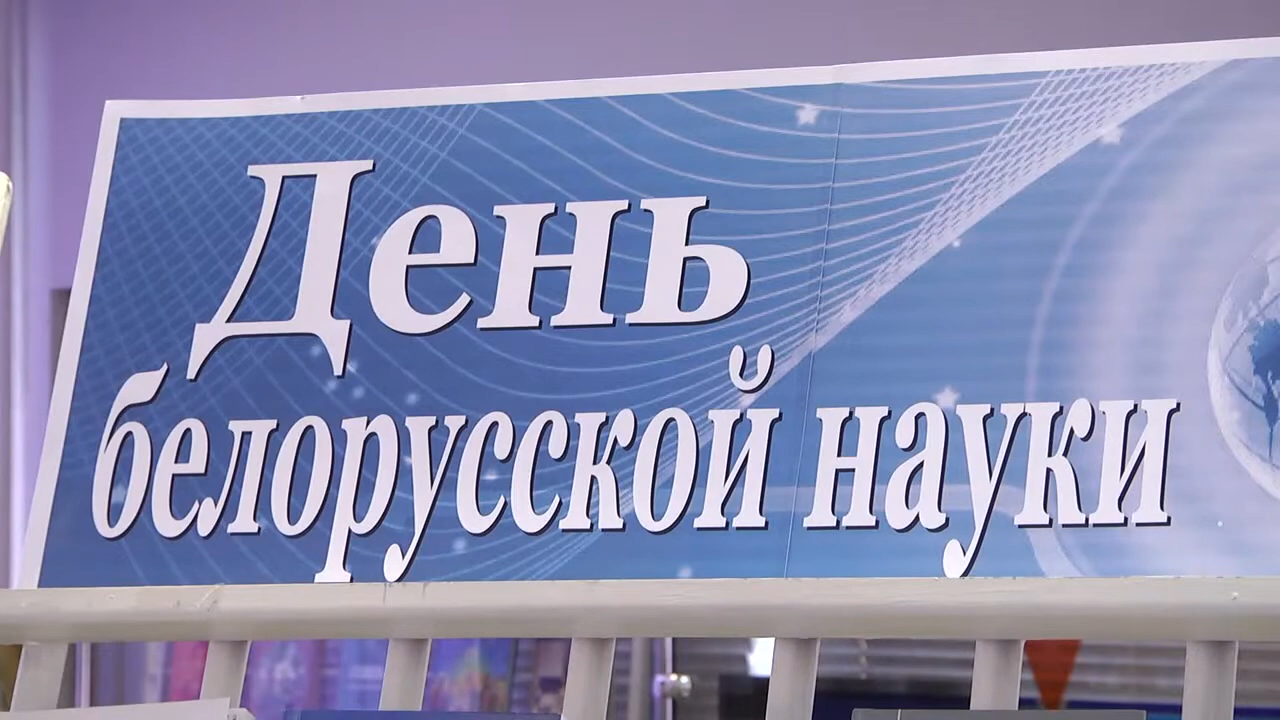 День
белорусской науки